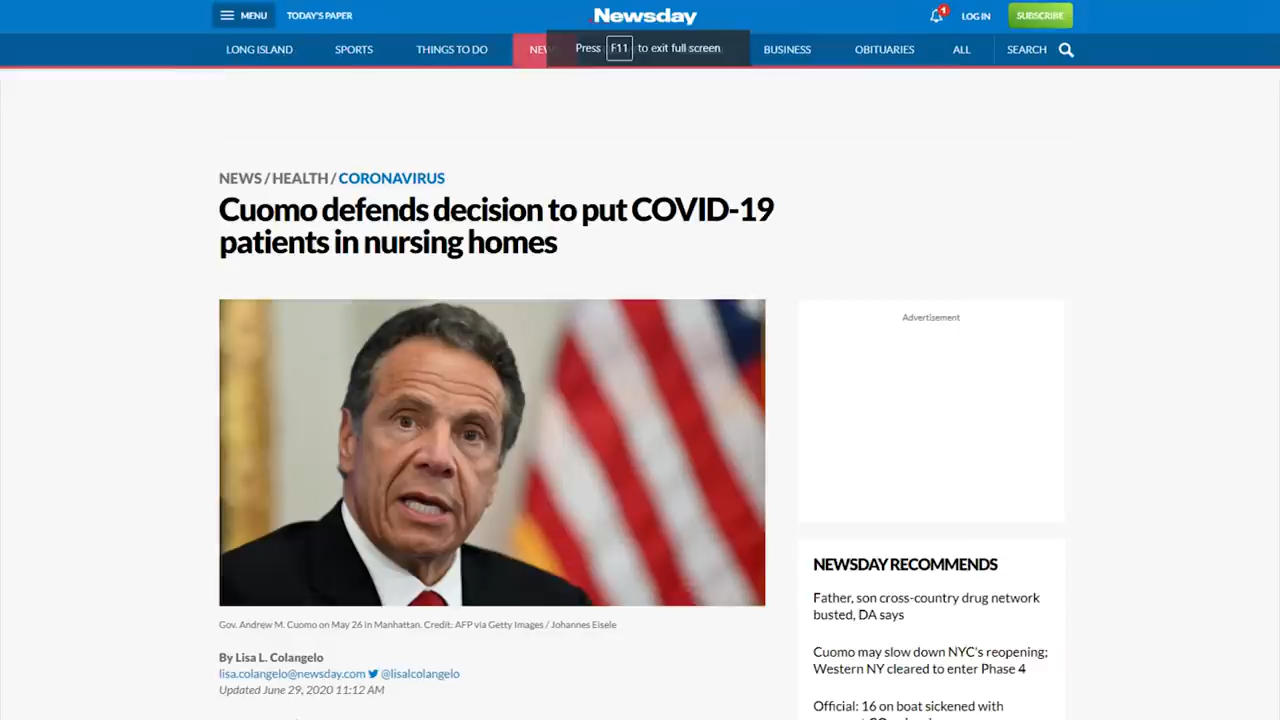 MENU
TODAY'S PAPER
Newsday
1
LOG IN
SUBSCRIBE
LONG ISLAND
SPORTS
THINGS TO DO
Press F11 to exit full screen
BUSINESS
OBITUARIES
ALL
SEARCH
NEWS / HEALTH / CORONAVIRUS
Cuomo defends decision to put COVID-19
patients in nursing homes
Advertisement
Gov. Andrew M. Cuomo on May 26 in Manhattan. Credit: AFP via Getty Images / Johannes Eisele
By Lisa L. Colangelo
lisa.colangelo@newsday.com @lisalcolangelo
Updated June 29, 2020 11:12 AM
NEWSDAY RECOMMENDS
Father, son cross-country drug network
busted, DA says
Cuomo may slow down NYC's reopening;
Western NY cleared to enter Phase 4
Official: 16 on boat sickened with